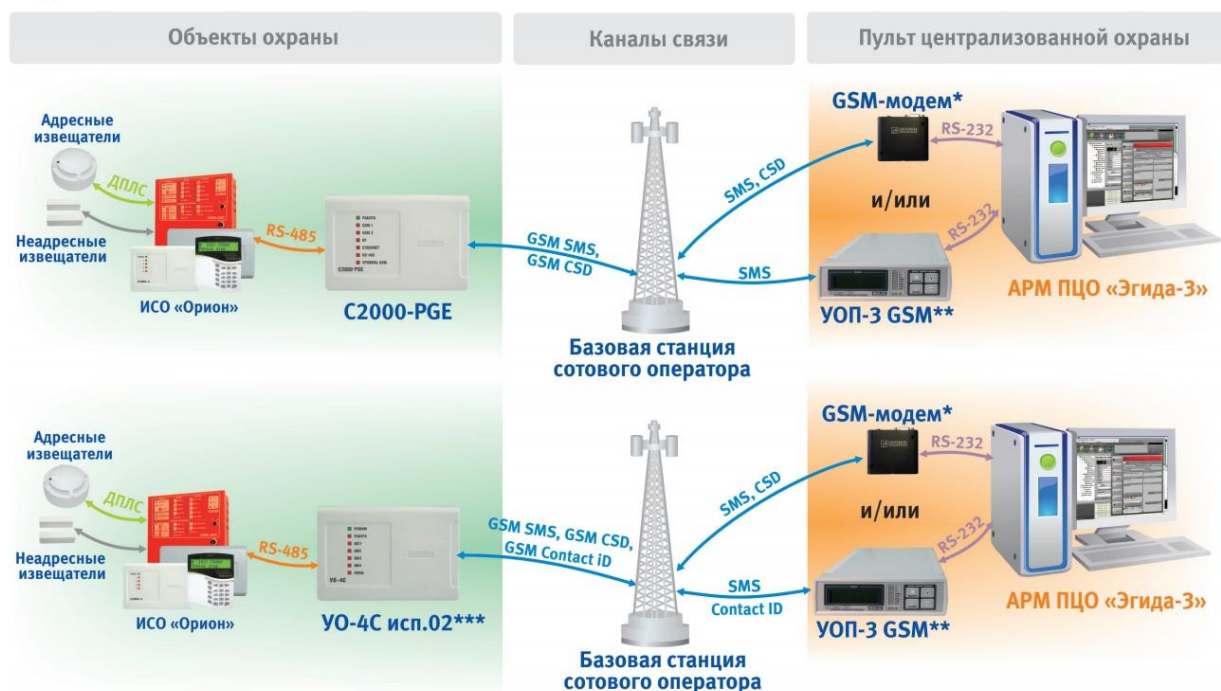 Объекты охраны
Каналы связи
Пульт централизованной охраны
Адресные
извещатели
ДПЛС
Неадресные
извещатели
ИСО «Орион»
RS-485
С2000-PGE
С2000-PGE
GSM SMS,
GSM CSD
Базовая станция
сотового оператора
SMS, CSD
SMS
GSM-модем*
RS-232
и/или
RS-232
УОП-3 GSM**
АРМ ПЦО «Эгида-3»
Адресные
извещатели
ДПЛС
Неадресные
извещатели
ИСО «Орион»
RS-485
УО-4С
УО-4С исп.02***
GSM SMS, GSM CSD,
GSM Contact iD
Базовая станция
сотового оператора
SMS, CSD
SMS
Contact ID
GSM-модем*
RS-232
и/или
RS-232
УОП-3 GSM**
АРМ ПЦО «Эгида-3»